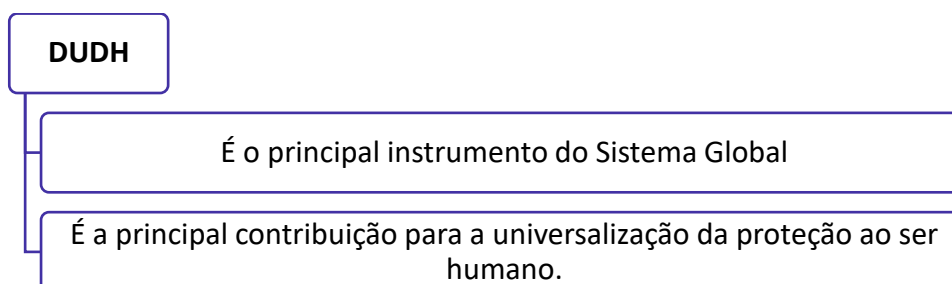 DUDH
É o principal instrumento do Sistema Global
É a principal contribuição para a universalização da proteção ao ser
humano.